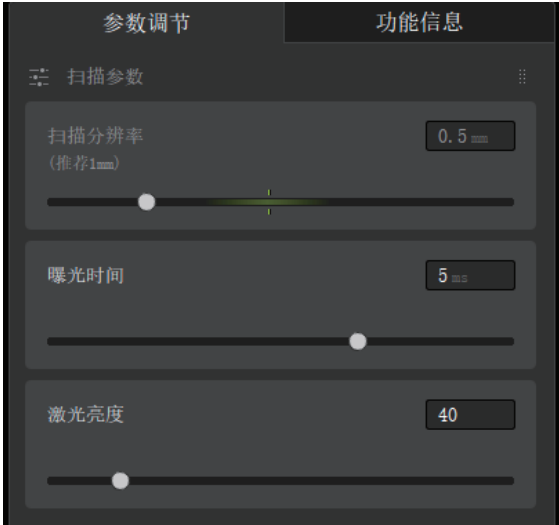 参数调节
功能信息
扫描参数
扫描分辨率
0.5 mm
(推荐1mm)
曝光时间
5 ms
激光亮度
40